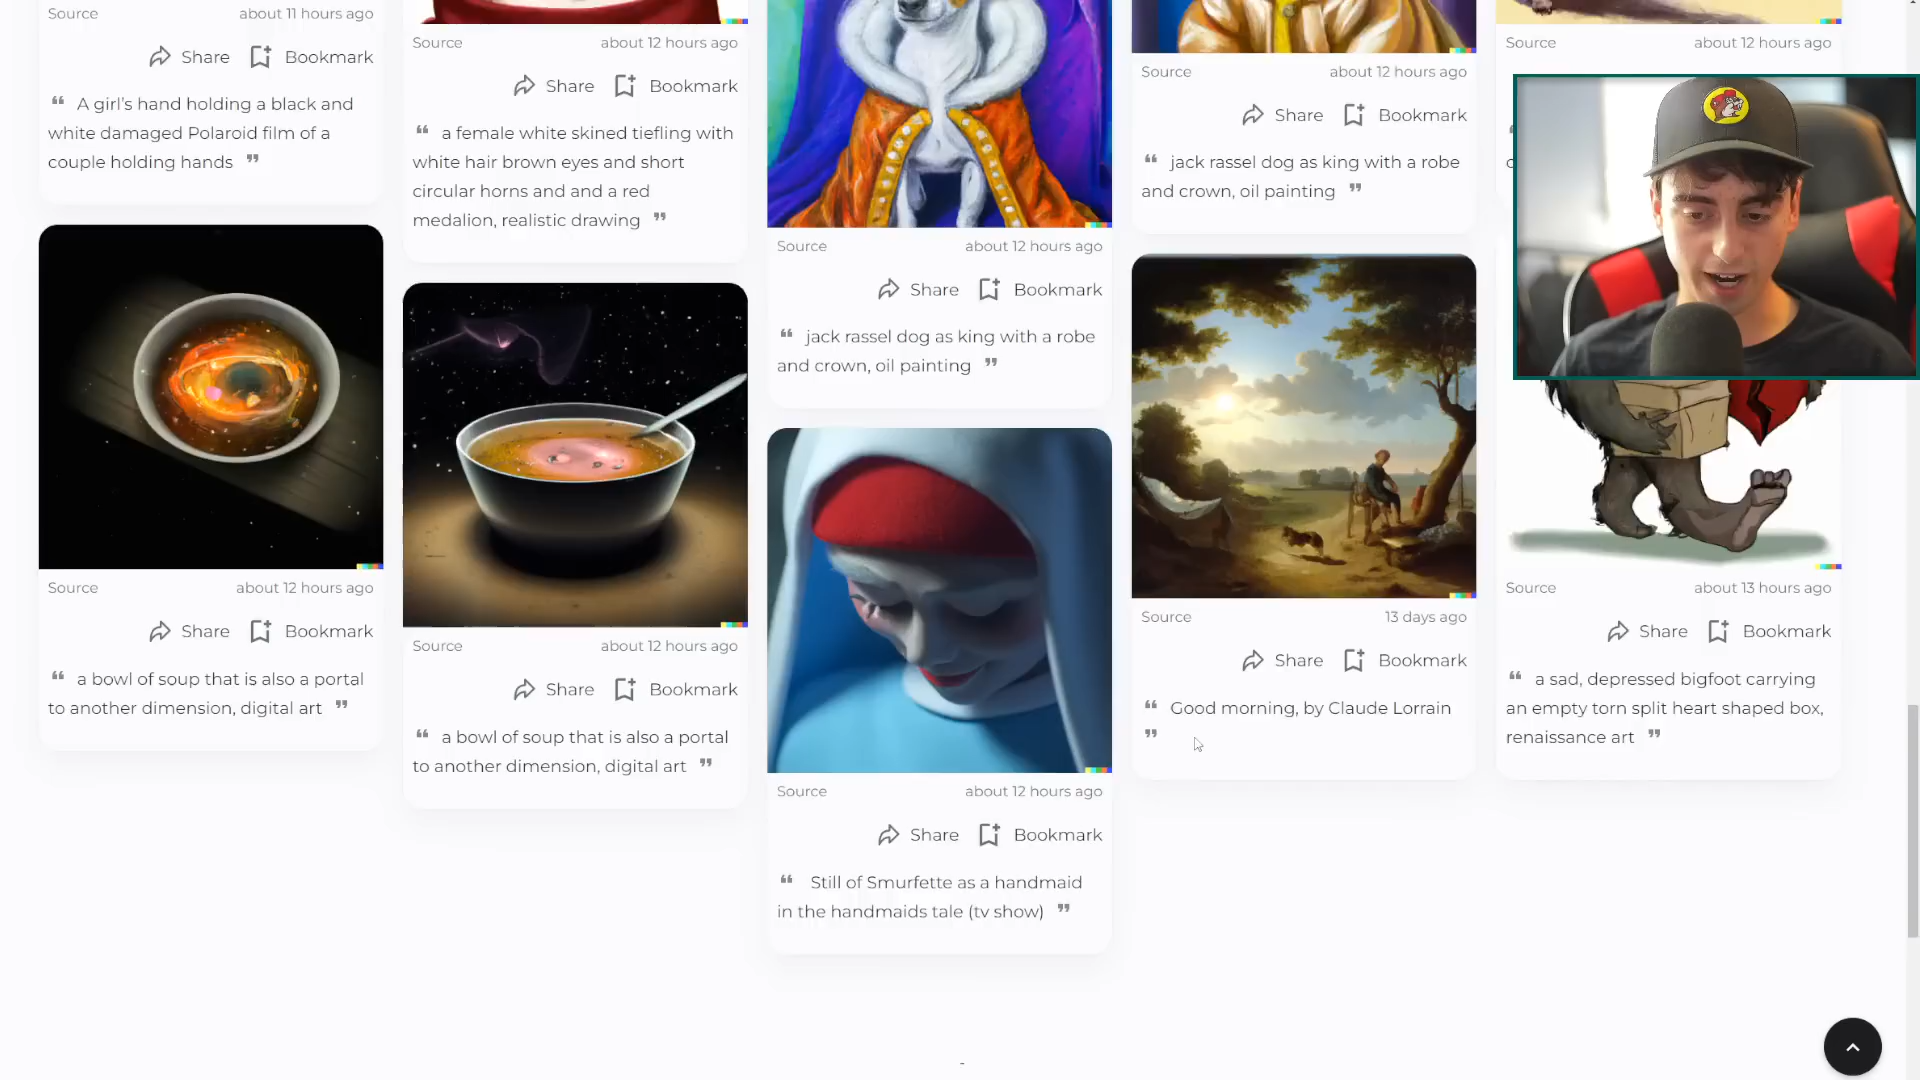 Source about 11 hours ago
Share Bookmark
❝ A girl's hand holding a black and
white damaged Polaroid film of a
couple holding hands ❞
Source about 12 hours ago
Share Bookmark
❝ a bowl of soup that is also a portal
to another dimension, digital art ❞
Source about 12 hours ago
Share Bookmark
❝ a female white skined tiefling with
white hair brown eyes and short
circular horns and and a red
medalion, realistic drawing ❞
Source about 12 hours ago
Share Bookmark
❝ a bowl of soup that is also a portal
to another dimension, digital art ❞
Source about 12 hours ago
Share Bookmark
❝ jack rassel dog as king with a robe
and crown, oil painting ❞
Source about 12 hours ago
Share Bookmark
❝ Still of Smurfette as a handmaid
in the handmaids tale (tv show) ❞
Source about 12 hours ago
Share Bookmark
❝ jack rassel dog as king with a robe
and crown, oil painting ❞
Source 13 days ago
Share Bookmark
❝ Good morning, by Claude Lorrain
❞
Source about 12 hours ago
Source about 13 hours ago
Share Bookmark
❝ a sad, depressed bigfoot carrying
an empty torn split heart shaped box,
renaissance art ❞